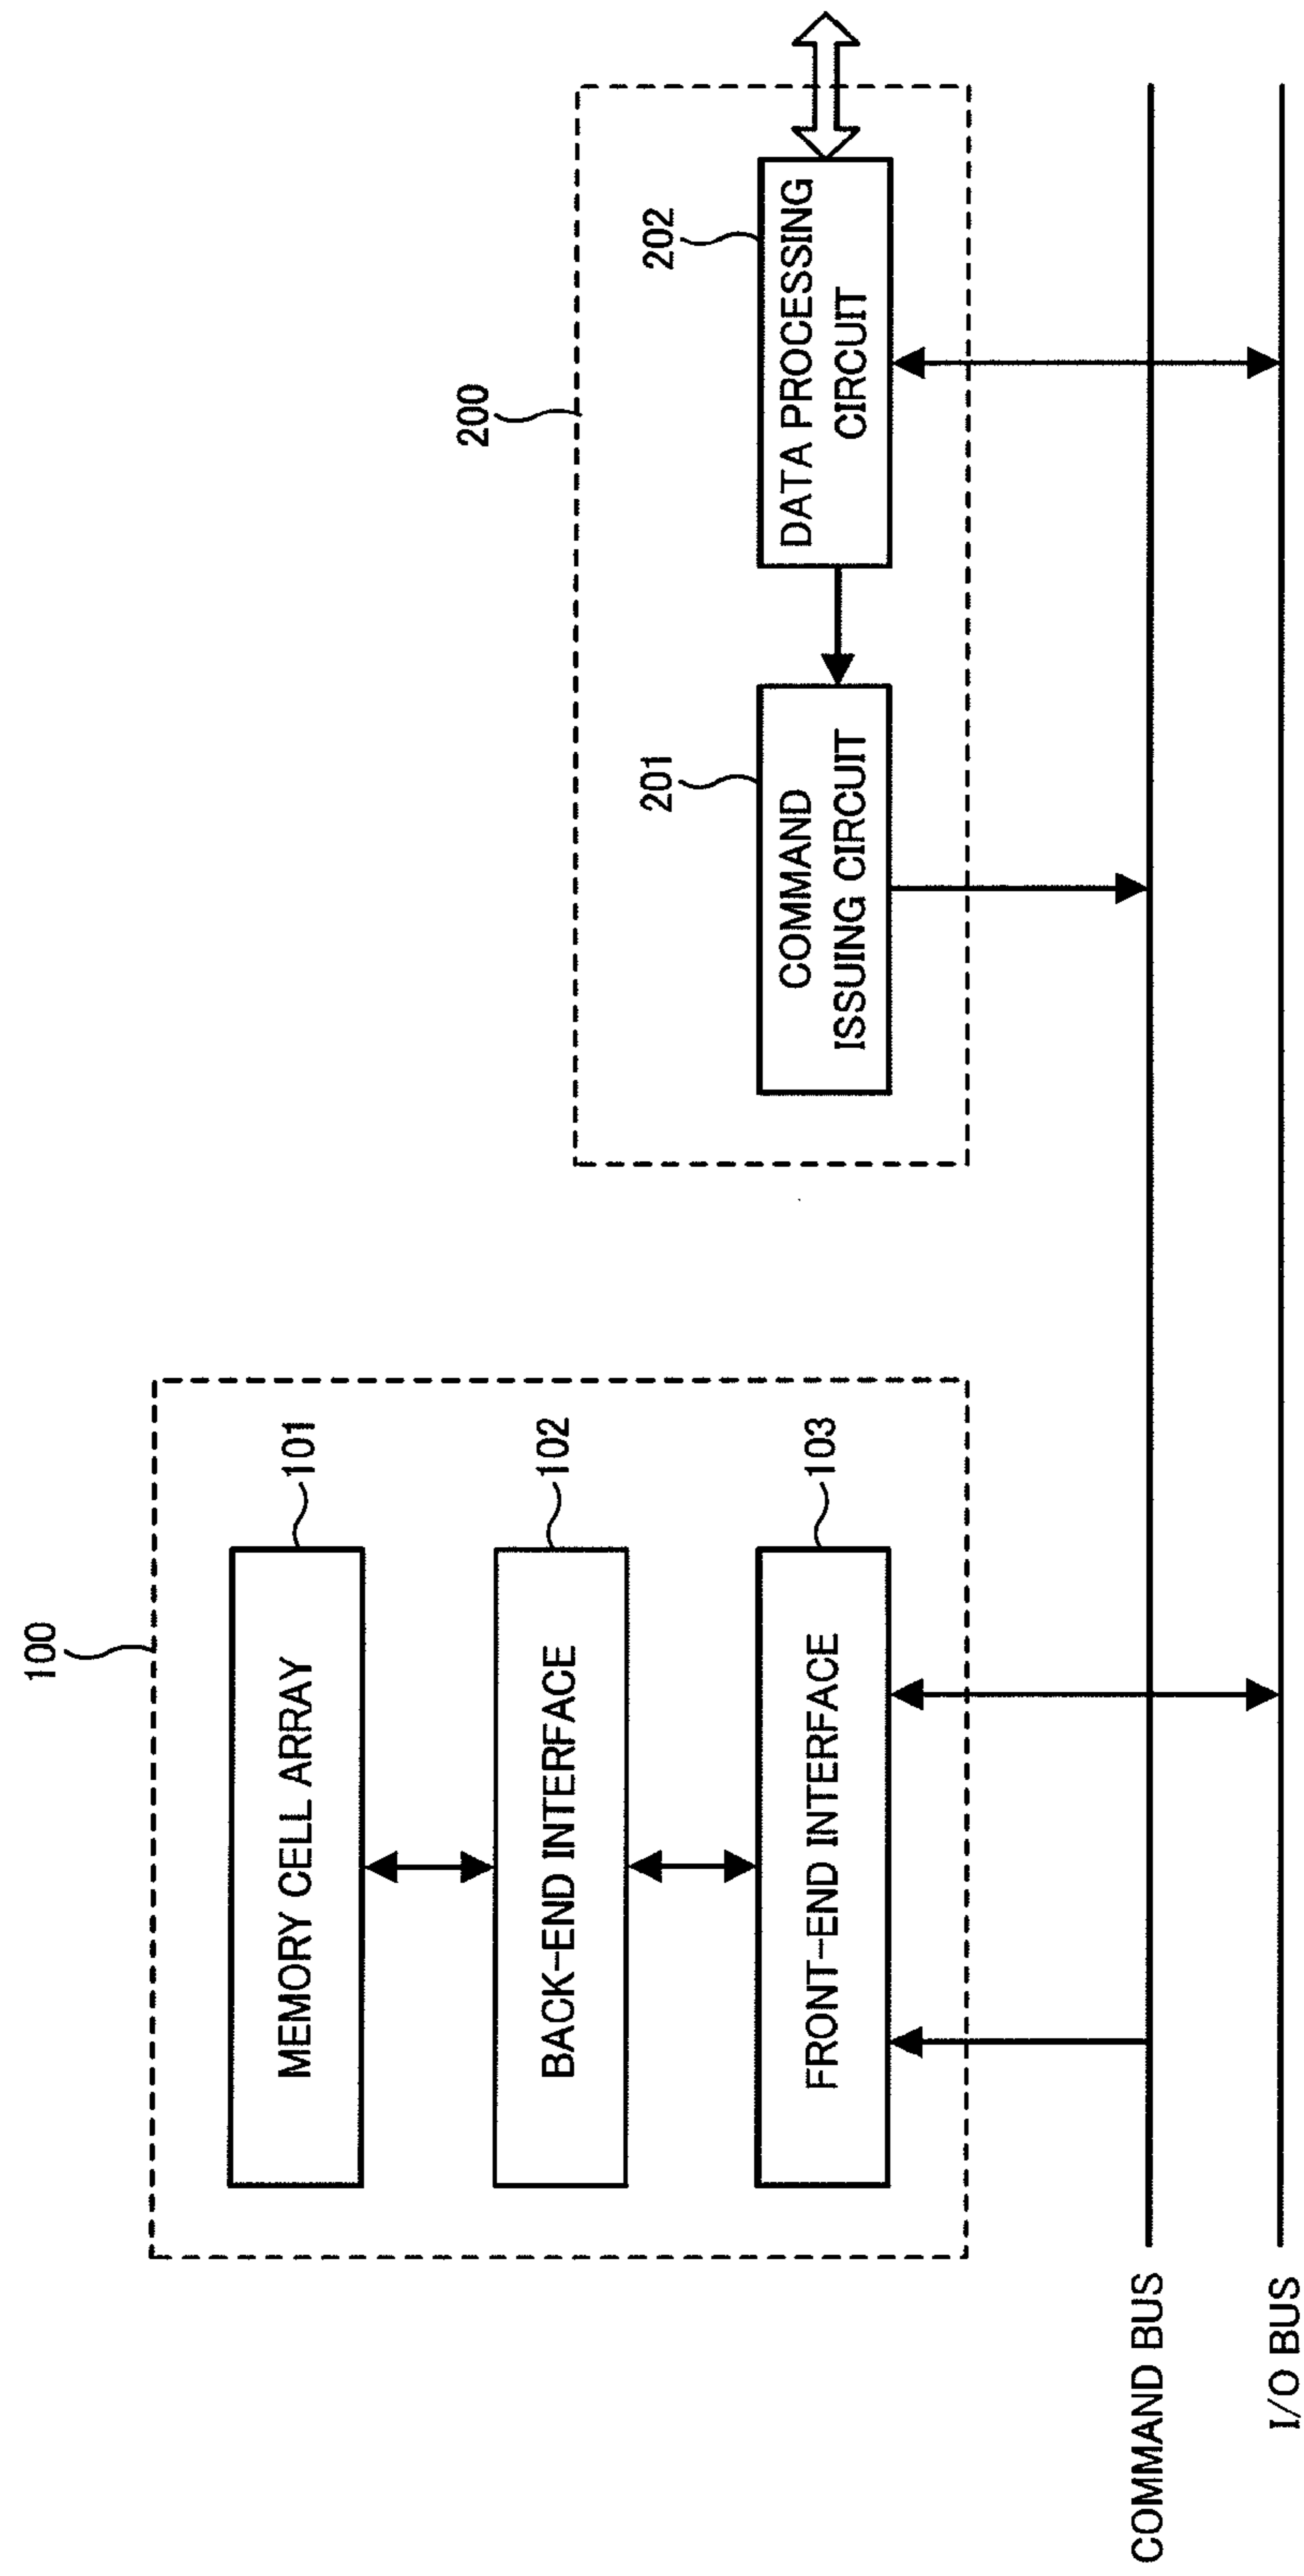 100
MEMORY CELL ARRAY
101
BACK-END INTERFACE
102
FRONT-END INTERFACE
103
200
COMMAND
ISSUING CIRCUIT
201
DATA PROCESSING
CIRCUIT
202
COMMAND BUS
I/O BUS